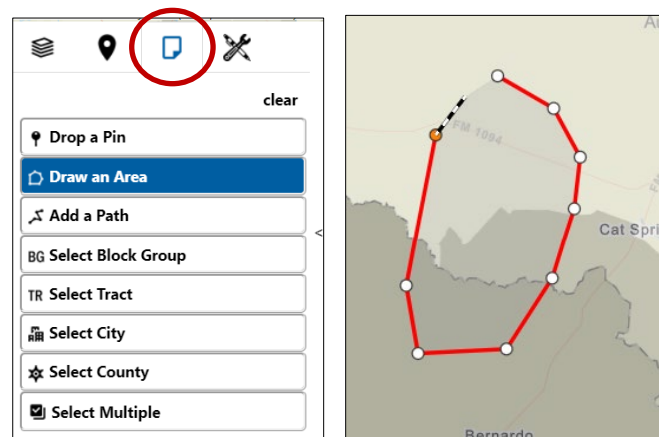 clear
Drop a Pin
Draw an Area
Add a Path
BG Select Block Group
TR Select Tract
Select City
Select County
Select Multiple
<
FM 1094
Cat Spri
Bernardo